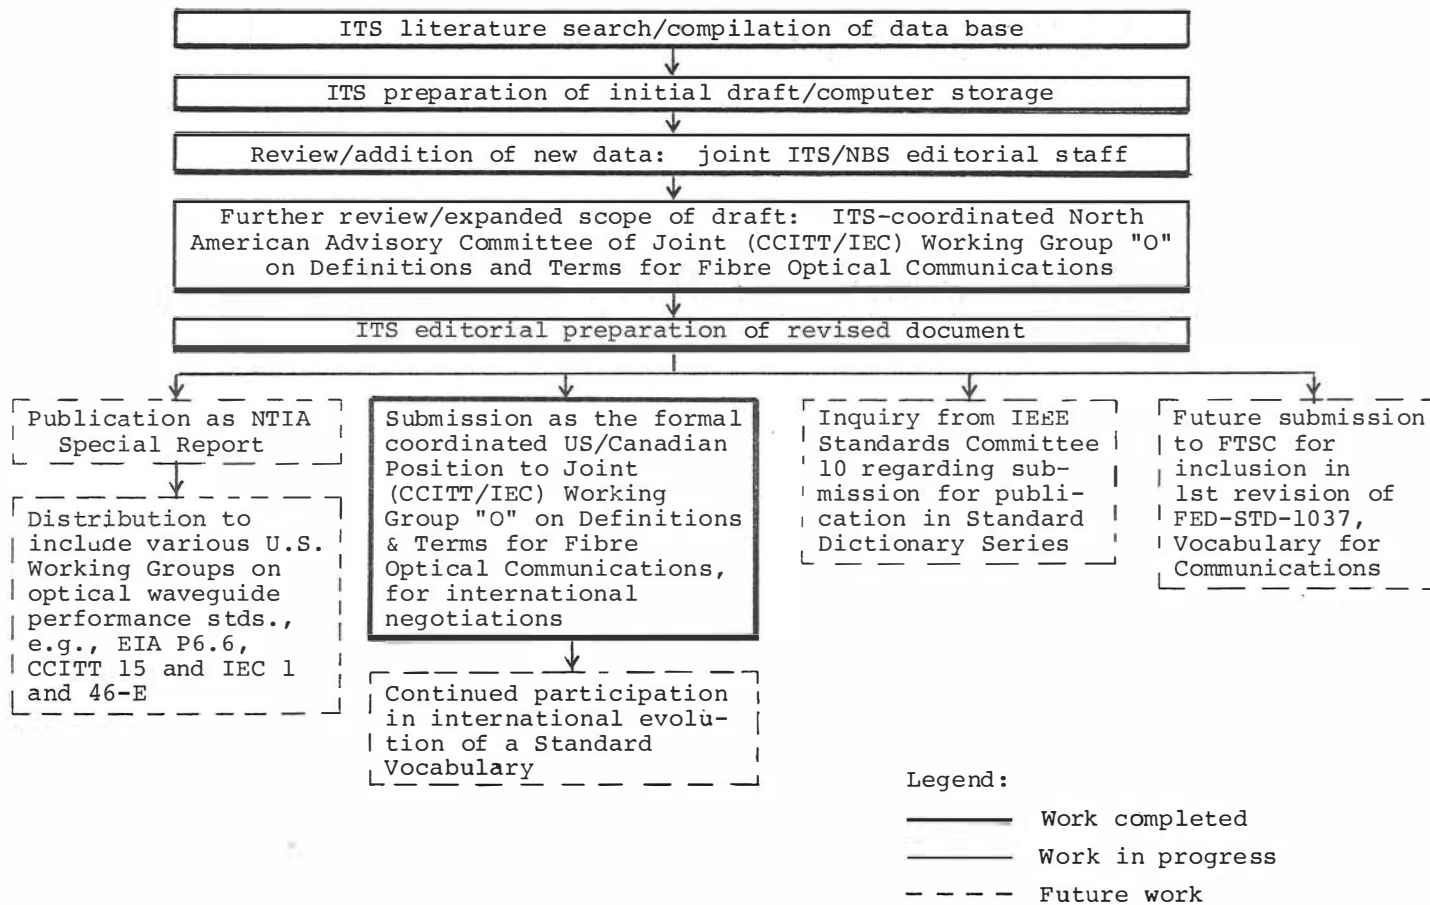 ITS literature search/compilation of data base
ITS preparation of initial draft/computer storage
Review/addition of new data: joint ITS/NBS editorial staff
Further review/expanded scope of draft: ITS-coordinated North
American Advisory Committee of Joint (CCITT/IEC) Working Group "O"
on Definitions and Terms for Fibre Optical Communications
ITS editorial preparation of revised document
Publication as NTIA
Special Report
Distribution to
include various U.S.
Working Groups on
optical waveguide
performance stds.,
e.g., EIA P6.6,
CCITT 15 and IEC 1
and 46-E
Submission as the formal
coordinated US/Canadian
Position to Joint
(CCITT/IEC) Working
Group "O" on Definitions
& Terms for Fibre
Optical Communications,
for international
negotiations
Continued participation
in international evolu-
tion of a Standard
Vocabulary
Inquiry from IEEE
Standards Committee
10 regarding sub-
mission for publi-
cation in Standard
Dictionary Series
Future submission
to FTSC for
inclusion in
1st revision of
FED-STD-1037,
Vocabulary for
Communications
Legend:
Work completed
Work in progress
Future work